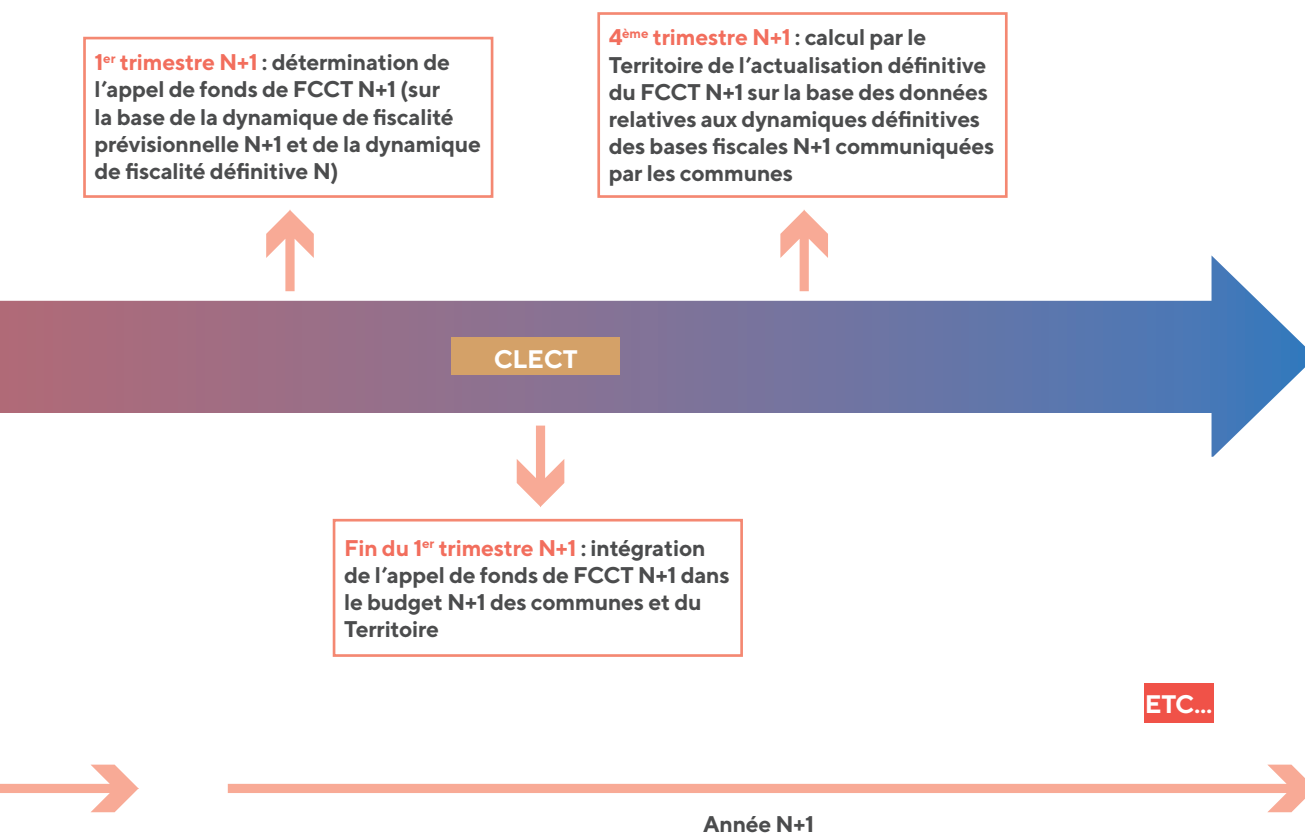 1er trimestre N+1 : détermination de
l'appel de fonds de FCCT N+1 (sur
la base de la dynamique de fiscalité
prévisionnelle N+1 et de la dynamique
de fiscalité définitive N)
4ème trimestre N+1 : calcul par le
Territoire de l'actualisation définitive
du FCCT N+1 sur la base des données
relatives aux dynamiques définitives
des bases fiscales N+1 communiquées
par les communes
CLECT
Fin du 1er trimestre N+1 : intégration
de l'appel de fonds de FCCT N+1 dans
le budget N+1 des communes et du
Territoire
ETC...
Année N+1